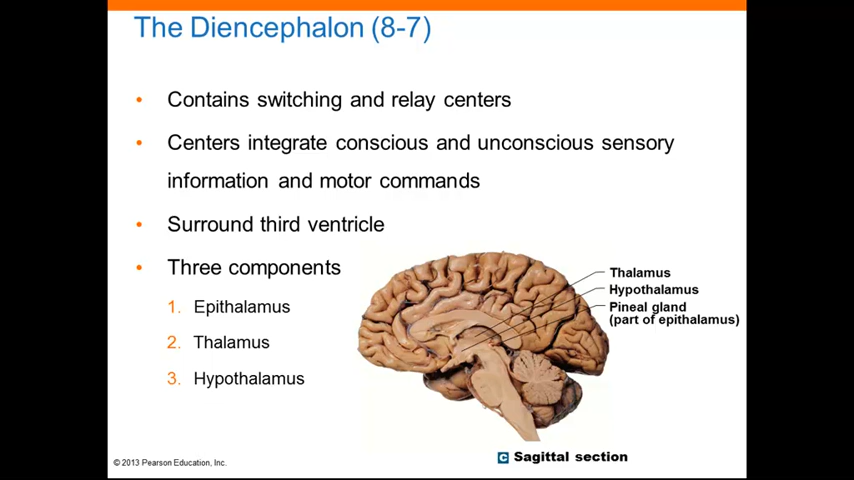 The Diencephalon (8-7)
• Contains switching and relay centers
• Centers integrate conscious and unconscious sensory
information and motor commands
• Surround third ventricle
• Three components
1. Epithalamus
2. Thalamus
3. Hypothalamus
Thalamus
Hypothalamus
Pineal gland
(part of epithalamus)
C Sagittal section
© 2013 Pearson Education, Inc.